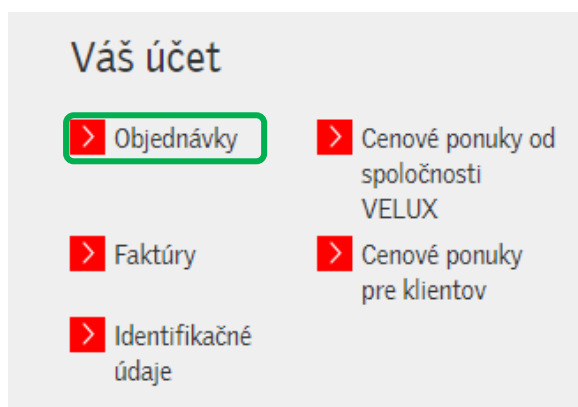 Váš účet
Objednávky
Cenové ponuky od
spoločnosti
VELUX
Faktúry
Cenové ponuky
pre klientov
Identifikačné
údaje